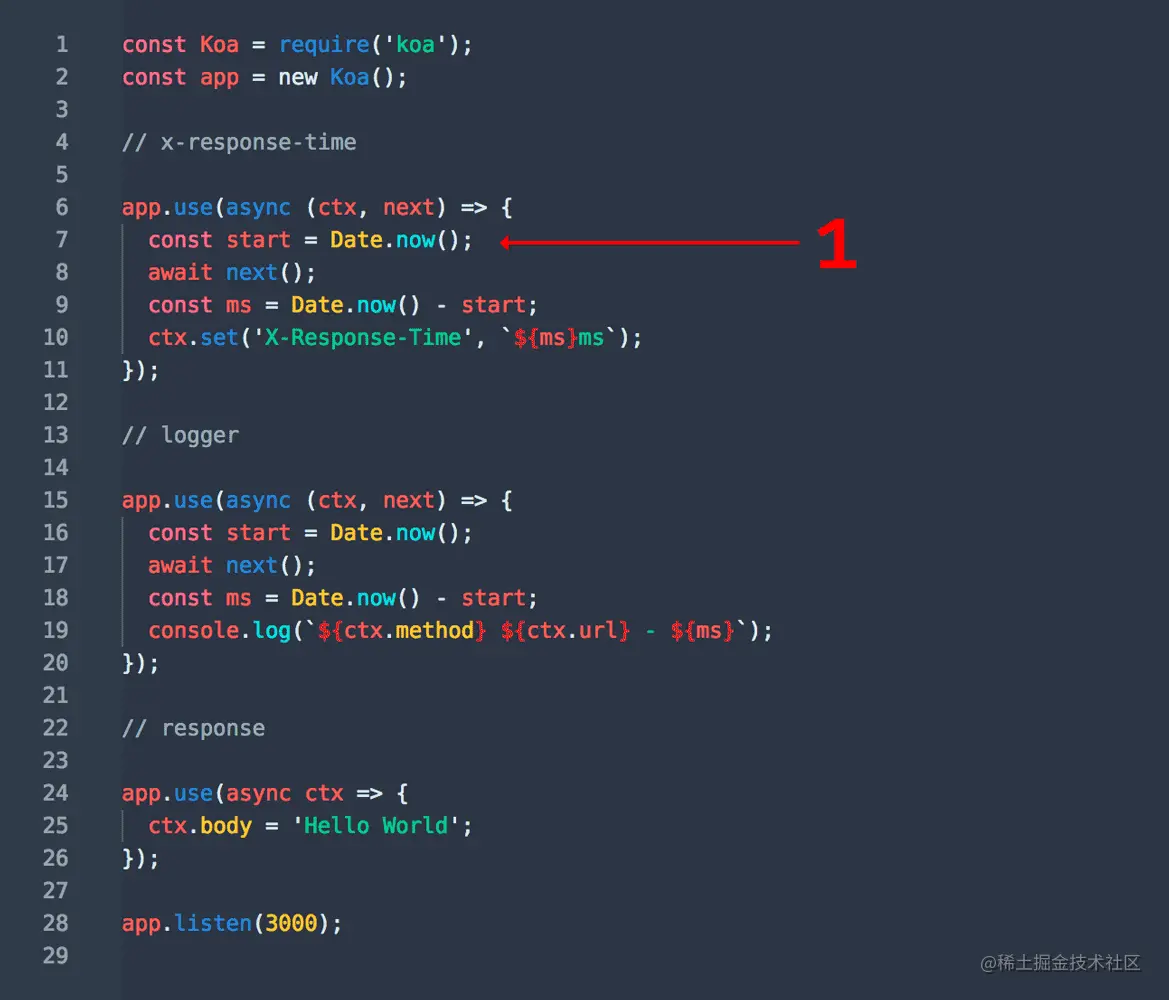 1 const Koa = require('koa');
2 const app = new Koa();
3
4 // x-response-time
5
6 app.use(async (ctx, next) => {
7 const start = Date.now(); 1
8 await next();
9 const ms = Date.now() - start;
10 ctx.set('X-Response-Time', `${ms}ms`);
11 });
12
13 // logger
14
15 app.use(async (ctx, next) => {
16 const start = Date.now();
17 await next();
18 const ms = Date.now() - start;
19 console.log(`${ctx.method} ${ctx.url} - ${ms}`);
20 });
21
22 // response
23
24 app.use(async ctx => {
25 ctx.body = 'Hello World';
26 });
27
28 app.listen(3000);
29
@稀土掘金技术社区